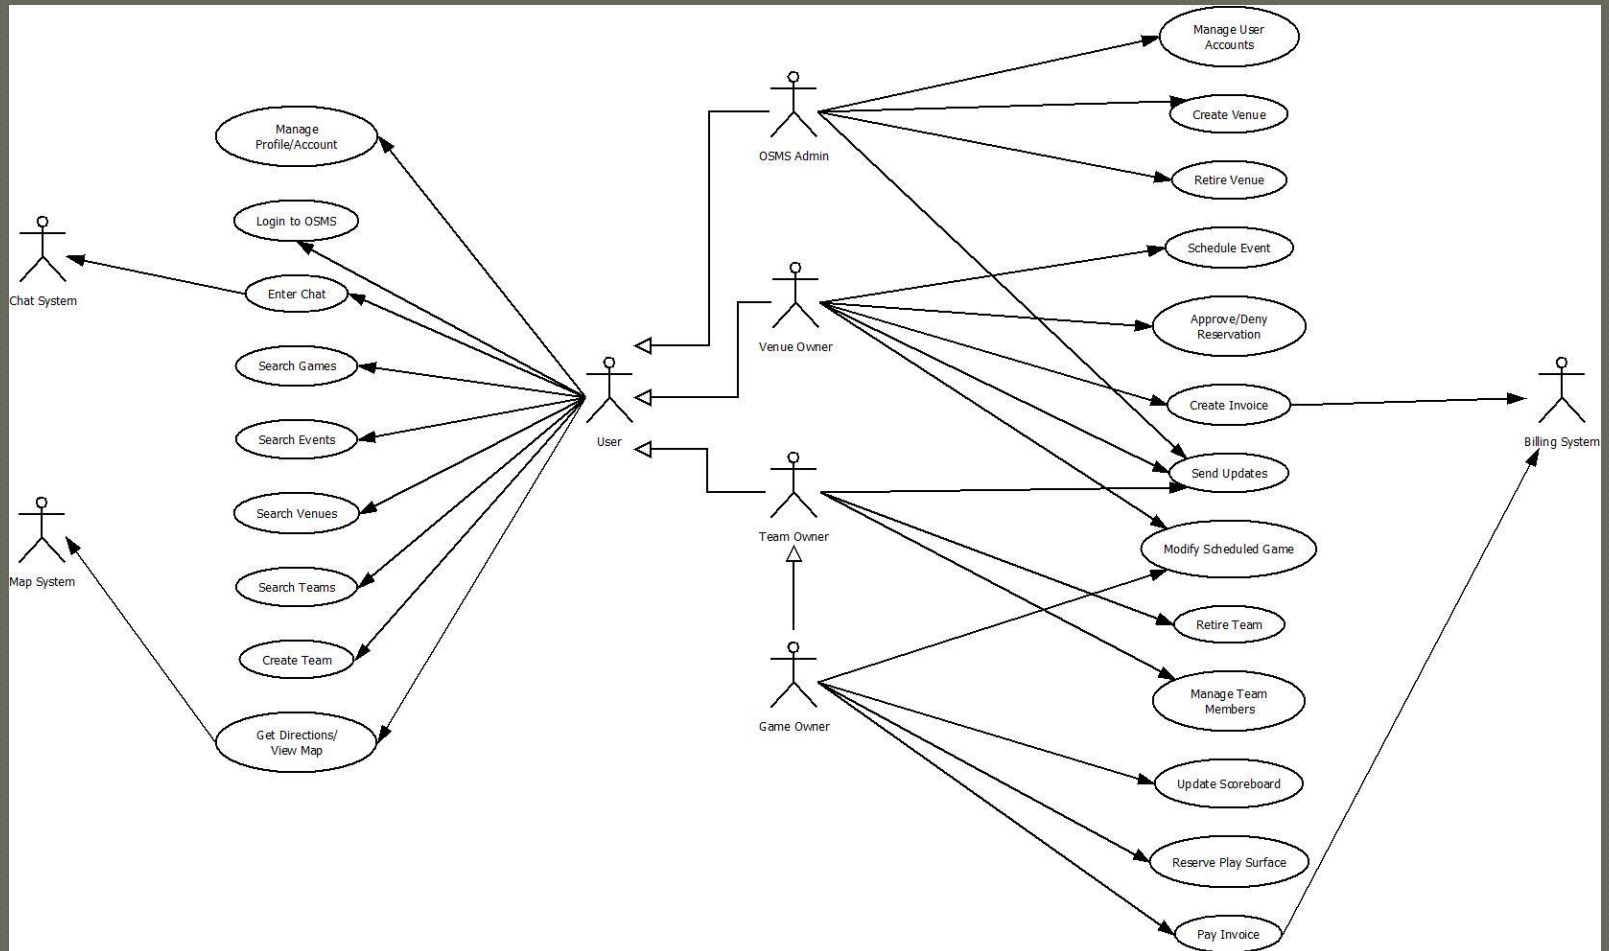 Manage User
Accounts
Create Venue
OSMS Admin
Manage
Profile/Account
Retire Venue
Login to OSMS
Schedule Event
Chat System
Enter Chat
Approve/Deny
Reservation
Venue Owner
Search Games
Create Invoice
User
Billing System
Search Events
Send Updates
Search Venues
Team Owner
Modify Scheduled Game
Map System
Search Teams
Retire Team
Create Team
Manage Team
Members
Game Owner
Get Directions/
View Map
Update Scoreboard
Reserve Play Surface
Pay Invoice